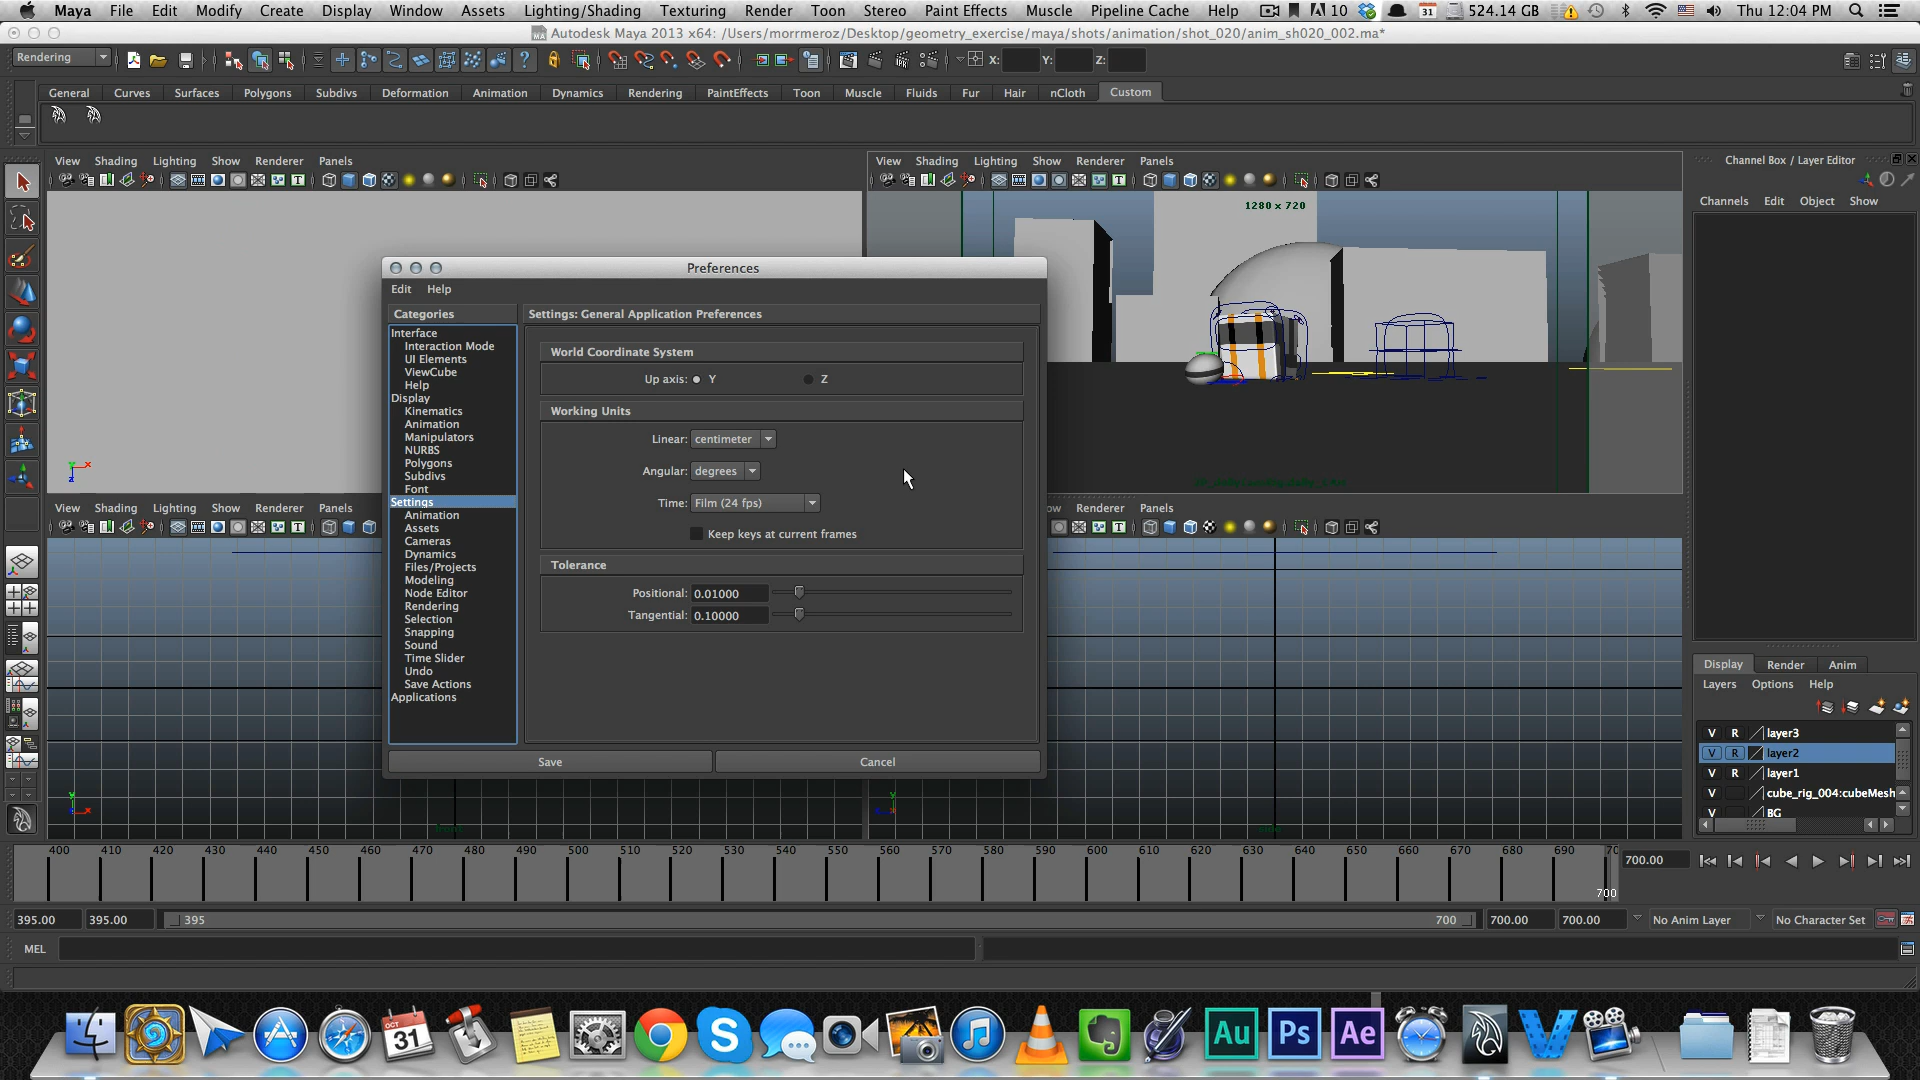 Maya File Edit Modify Create Display Window Assets Lighting/Shading Texturing Render Toon Stereo Paint Effects Muscle Pipeline Cache Help 10 31 524.14 GB Thu 12:04 PM
Autodesk Maya 2013 x64: /Users/morrmeroz/Desktop/geometry_exercise/maya/shots/animation/shot_020/anim_sh020_002.ma*
Rendering X: Y: Z:
General Curves Surfaces Polygons Subdivs Deformation Animation Dynamics Rendering PaintEffects Toon Muscle Fluids Fur Hair nCloth Custom
View Shading Lighting Show Renderer Panels
View Shading Lighting Show Renderer Panels
Channel Box / Layer Editor
Channels Edit Object Show
1280 x 720
Preferences
Edit Help
Categories
Interface
Interaction Mode
UI Elements
ViewCube
Help
Display
Kinematics
Animation
Manipulators
NURBS
Polygons
Subdivs
Font
Settings
Animation
Assets
Cameras
Dynamics
Files/Projects
Modeling
Node Editor
Rendering
Selection
Snapping
Sound
Time Slider
Undo
Save Actions
Applications
Settings: General Application Preferences
World Coordinate System
Up axis: Y Z
Working Units
Linear: centimeter
Angular: degrees
Time: Film (24 fps)
Keep keys at current frames
Tolerance
Positional: 0.01000
Tangential: 0.10000
Save Cancel
View Shading Lighting Show Renderer Panels
ow Renderer Panels
front
side
Display Render Anim
Layers Options Help
V R layer3
V R layer2
V R layer1
V cube_rig_004:cubeMesh
V BG
400 410 420 430 440 450 460 470 480 490 500 510 520 530 540 550 560 570 580 590 600 610 620 630 640 650 660 670 680 690 70
700
700.00
395.00 395.00 395 700 700.00 700.00 No Anim Layer No Character Set
MEL
OCT 31 Au Ps Ae